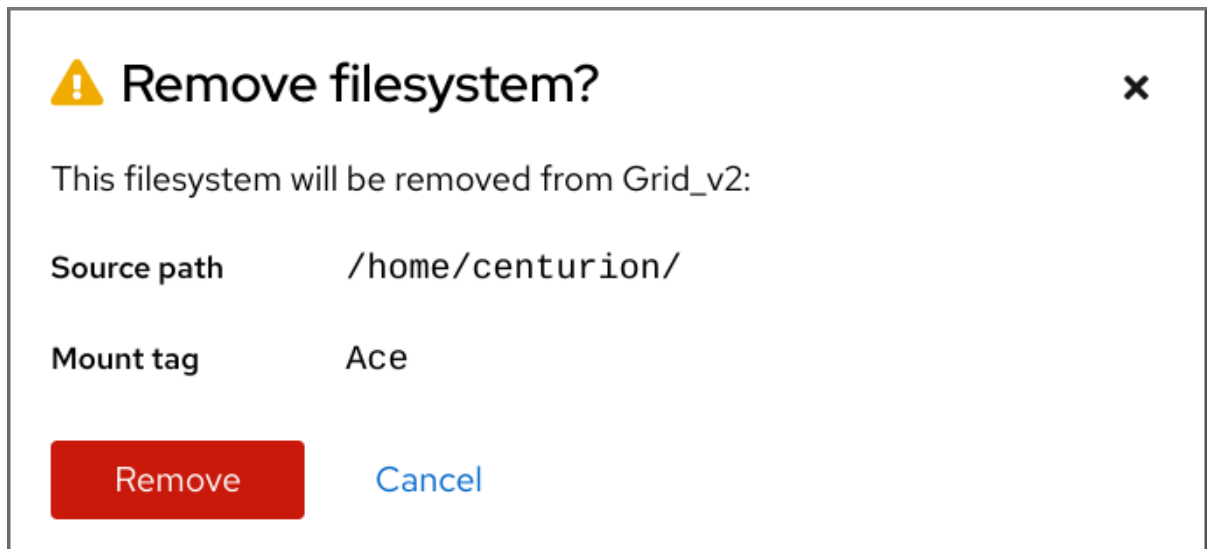 Remove filesystem?
This filesystem will be removed from Grid_v2:
Source path /home/centurion/
Mount tag Ace
Remove Cancel